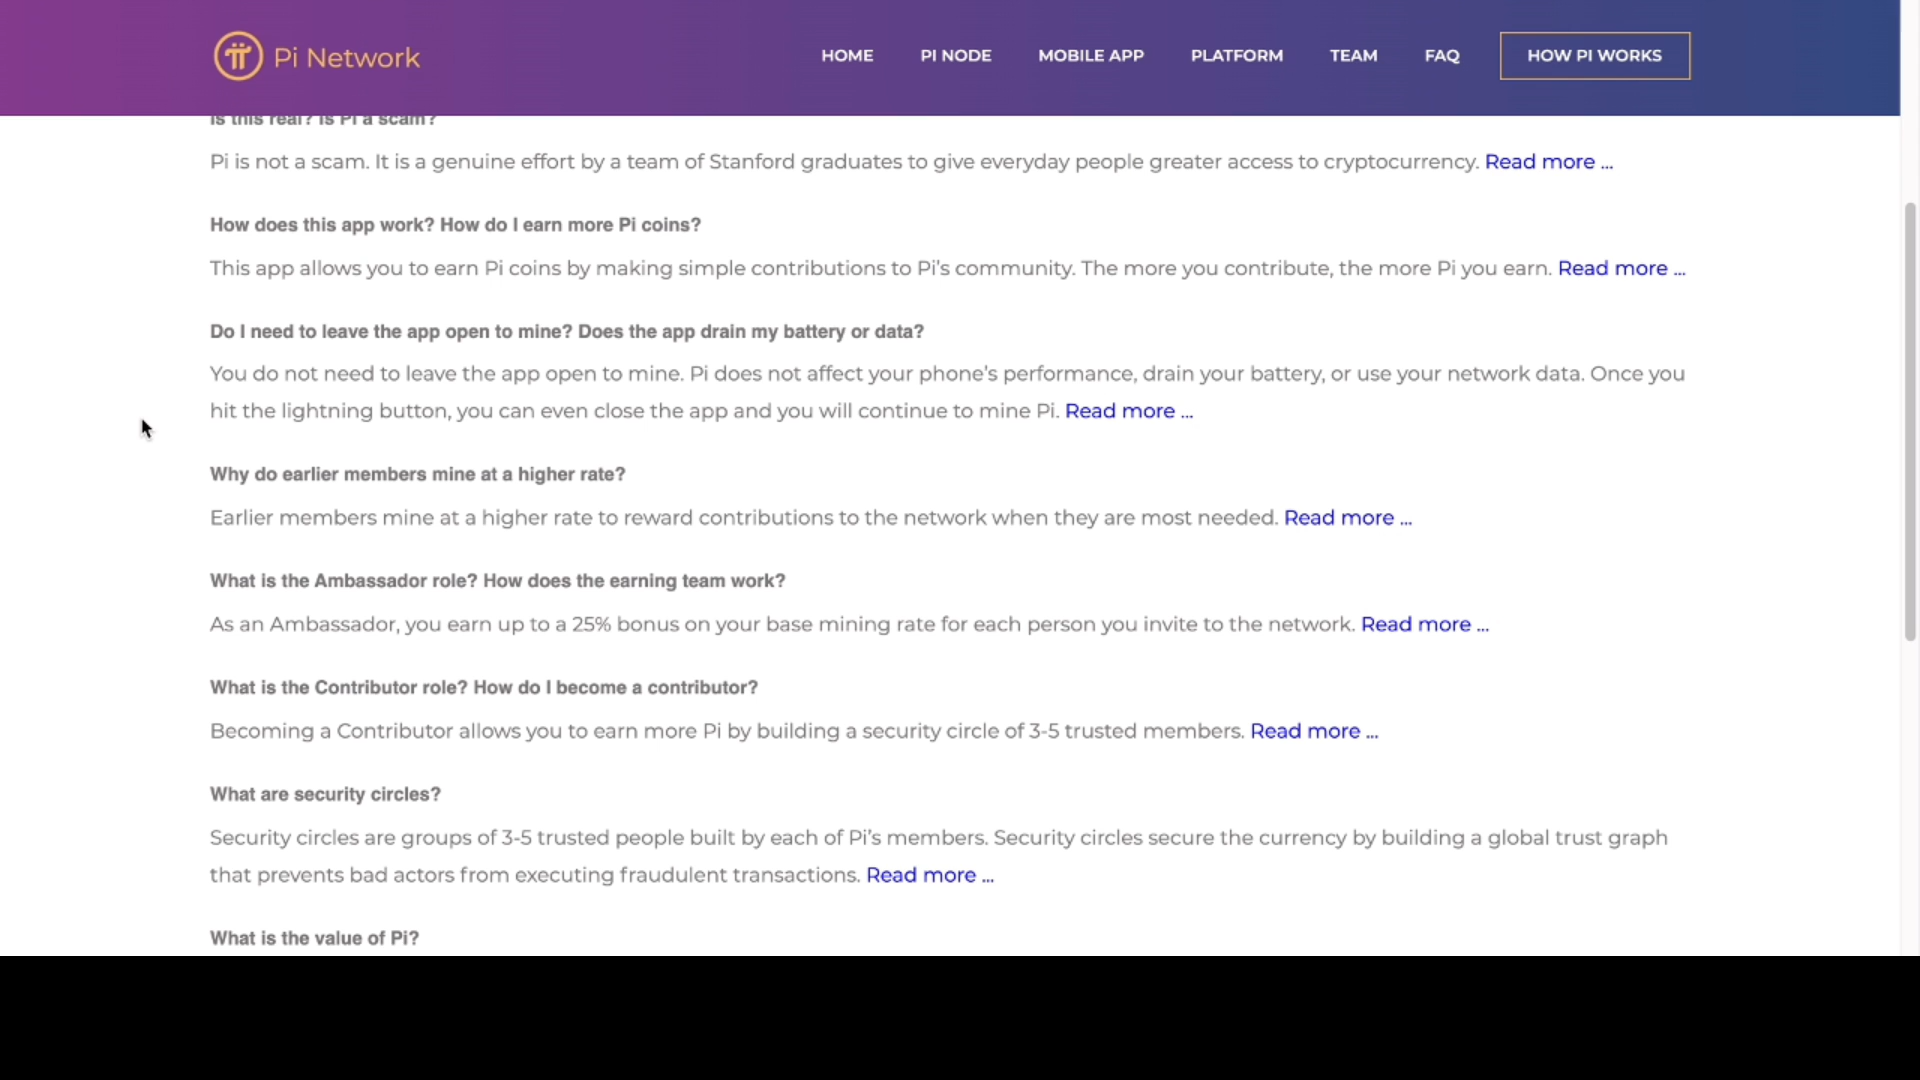 Pi Network
HOME PI NODE MOBILE APP PLATFORM TEAM FAQ HOW PI WORKS
Is this real? Is Pi a scam?
Pi is not a scam. It is a genuine effort by a team of Stanford graduates to give everyday people greater access to cryptocurrency. Read more ...
How does this app work? How do I earn more Pi coins?
This app allows you to earn Pi coins by making simple contributions to Pi’s community. The more you contribute, the more Pi you earn. Read more ...
Do I need to leave the app open to mine? Does the app drain my battery or data?
You do not need to leave the app open to mine. Pi does not affect your phone’s performance, drain your battery, or use your network data. Once you
hit the lightning button, you can even close the app and you will continue to mine Pi. Read more ...
Why do earlier members mine at a higher rate?
Earlier members mine at a higher rate to reward contributions to the network when they are most needed. Read more ...
What is the Ambassador role? How does the earning team work?
As an Ambassador, you earn up to a 25% bonus on your base mining rate for each person you invite to the network. Read more ...
What is the Contributor role? How do I become a contributor?
Becoming a Contributor allows you to earn more Pi by building a security circle of 3-5 trusted members. Read more ...
What are security circles?
Security circles are groups of 3-5 trusted people built by each of Pi’s members. Security circles secure the currency by building a global trust graph
that prevents bad actors from executing fraudulent transactions. Read more ...
What is the value of Pi?